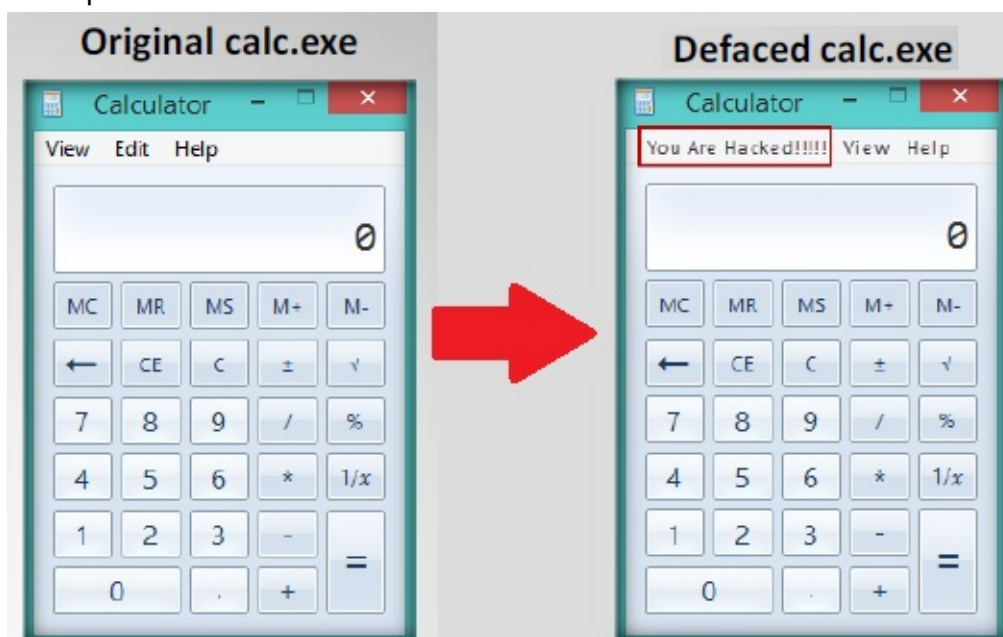 Original calc.exe
Calculator
View Edit Help
0
MC MR MS M+ M-
← CE C ± √
7 8 9 / %
4 5 6 * 1/x
1 2 3 - =
0 . +
Defaced calc.exe
Calculator
You Are Hacked!!!!! View Help
0
MC MR MS M+ M-
← CE C ± √
7 8 9 / %
4 5 6 * 1/x
1 2 3 - =
0 . +